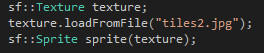 sf::Texture texture;
texture.loadFromFile("tiles2.jpg");
sf::Sprite sprite(texture);